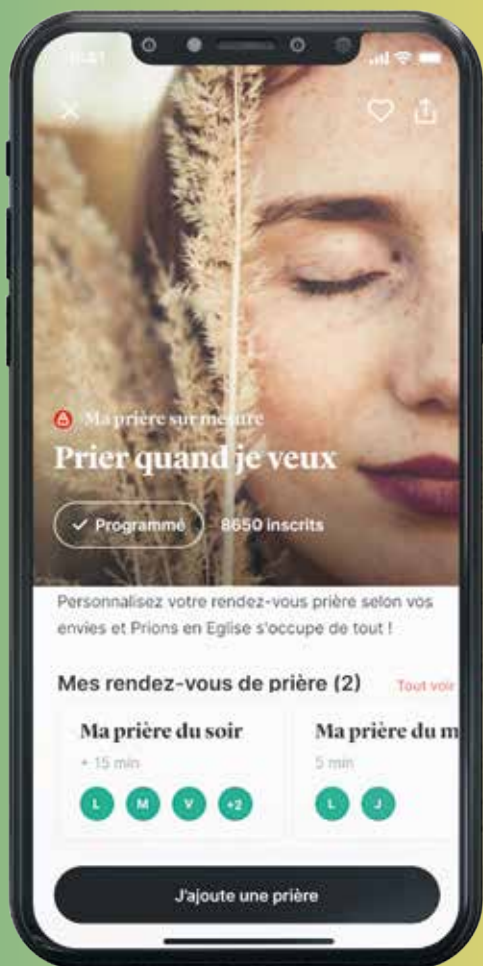 Ma prière sur mesure
Prier quand je veux
✓ Programmé 8650 inscrits
Personnalisez votre rendez-vous prière selon vos
envies et Prions en Eglise s'occupe de tout !
Mes rendez-vous de prière (2) Tout voir
Ma prière du soir Ma prière du m
+ 15 min 5 min
L M V +2 L J
J'ajoute une prière